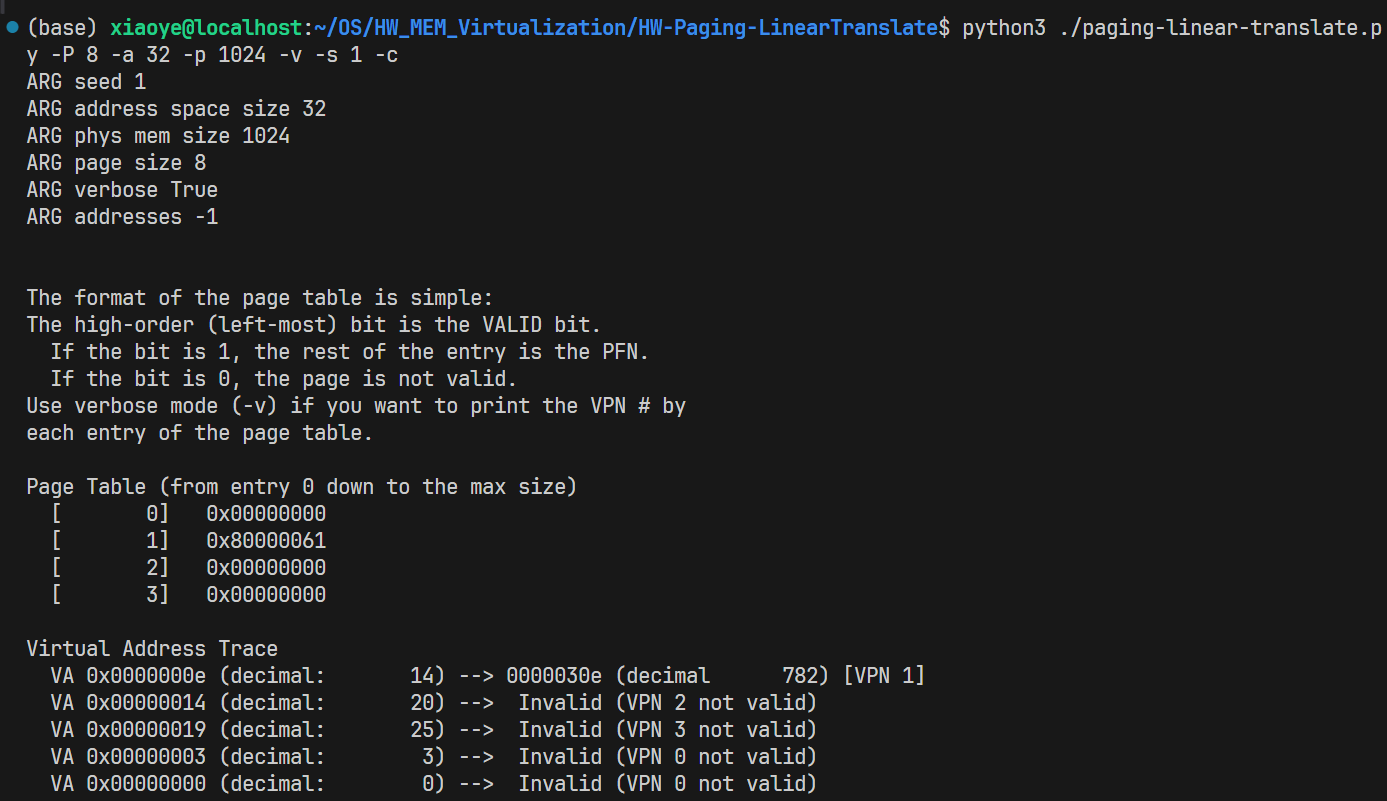 (base) xiaoye@localhost:~/OS/HW_MEM_Virtualization/HW-Paging-LinearTranslate$ python3 ./paging-linear-translate.p
y -P 8 -a 32 -p 1024 -v -s 1 -c
ARG seed 1
ARG address space size 32
ARG phys mem size 1024
ARG page size 8
ARG verbose True
ARG addresses -1


The format of the page table is simple:
The high-order (left-most) bit is the VALID bit.
  If the bit is 1, the rest of the entry is the PFN.
  If the bit is 0, the page is not valid.
Use verbose mode (-v) if you want to print the VPN # by
each entry of the page table.

Page Table (from entry 0 down to the max size)
  [       0]   0x00000000
  [       1]   0x80000061
  [       2]   0x00000000
  [       3]   0x00000000

Virtual Address Trace
  VA 0x0000000e (decimal:       14) --> 0000030e (decimal      782) [VPN 1]
  VA 0x00000014 (decimal:       20) -->  Invalid (VPN 2 not valid)
  VA 0x00000019 (decimal:       25) -->  Invalid (VPN 3 not valid)
  VA 0x00000003 (decimal:        3) -->  Invalid (VPN 0 not valid)
  VA 0x00000000 (decimal:        0) -->  Invalid (VPN 0 not valid)